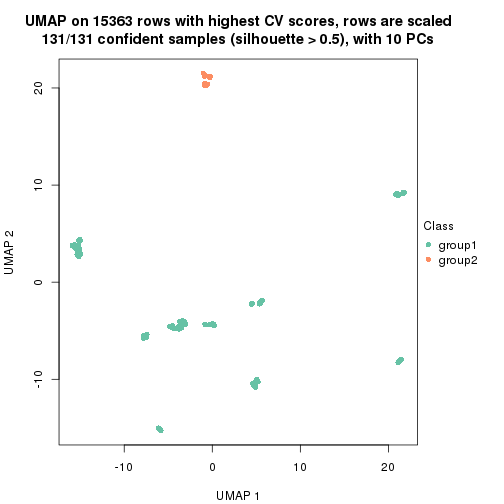 UMAP on 15363 rows with highest CV scores, rows are scaled
131/131 confident samples (silhouette > 0.5), with 10 PCs
20
10
0
-10
UMAP 2
Class
group1
group2
-10 0 10 20
UMAP 1